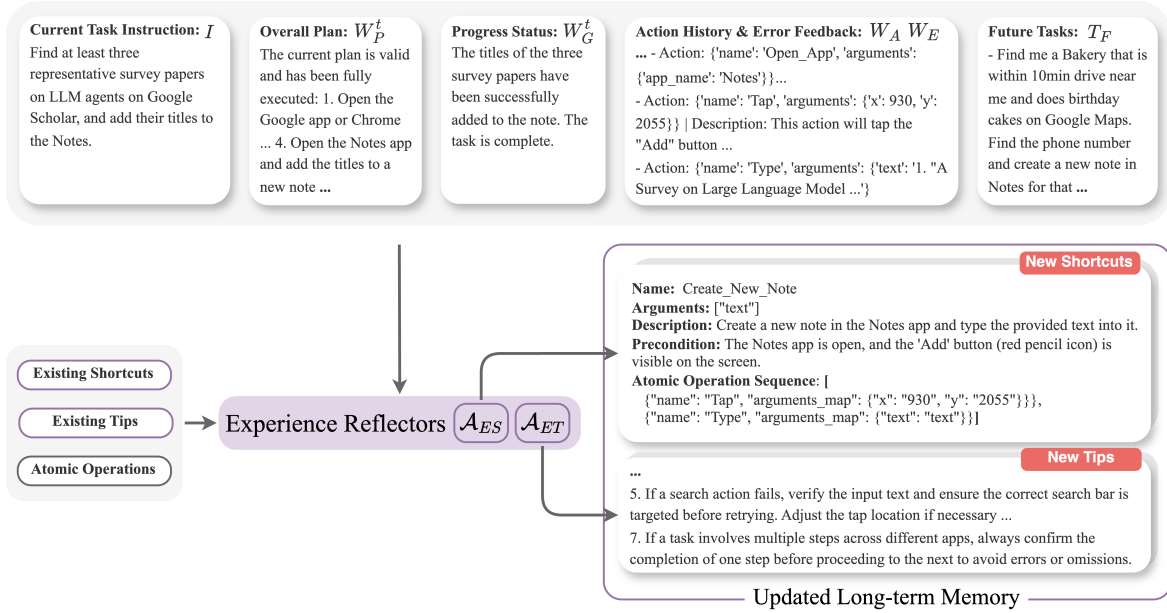 Current Task Instruction: I
Find at least three
representative survey papers
on LLM agents on Google
Scholar, and add their titles to
the Notes.
Overall Plan: W_P^t
The current plan is valid
and has been fully
executed: 1. Open the
Google app or Chrome
... 4. Open the Notes app
and add the titles to a
new note ...
Progress Status: W_G^t
The titles of the three
survey papers have
been successfully
added to the note. The
task is complete.
Action History & Error Feedback: W_A W_E
... - Action: {'name': 'Open_App', 'arguments':
{'app_name': 'Notes'}}...
- Action: {'name': 'Tap', 'arguments': {'x': 930, 'y':
2055}} | Description: This action will tap the
"Add" button ...
- Action: {'name': 'Type', 'arguments': {'text': '1. "A
Survey on Large Language Model ...'}
Future Tasks: T_F
- Find me a Bakery that is
within 10min drive near
me and does birthday
cakes on Google Maps.
Find the phone number
and create a new note in
Notes for that ...
Existing Shortcuts
Existing Tips
Atomic Operations
Experience Reflectors A_ES A_ET
New Shortcuts
Name: Create_New_Note
Arguments: ["text"]
Description: Create a new note in the Notes app and type the provided text into it.
Precondition: The Notes app is open, and the 'Add' button (red pencil icon) is
visible on the screen.
Atomic Operation Sequence: [
{"name": "Tap", "arguments_map": {"x": "930", "y": "2055"}}},
{"name": "Type", "arguments_map": {"text": "text"}}]
New Tips
...
5. If a search action fails, verify the input text and ensure the correct search bar is
targeted before retrying. Adjust the tap location if necessary ...
7. If a task involves multiple steps across different apps, always confirm the
completion of one step before proceeding to the next to avoid errors or omissions.
Updated Long-term Memory